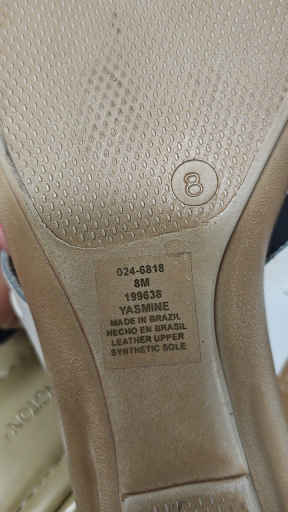 8
024-6818
8M
199638
YASMINE
MADE IN BRAZIL
HECHO EN BRASIL
LEATHER UPPER
SYNTHETIC SOLE